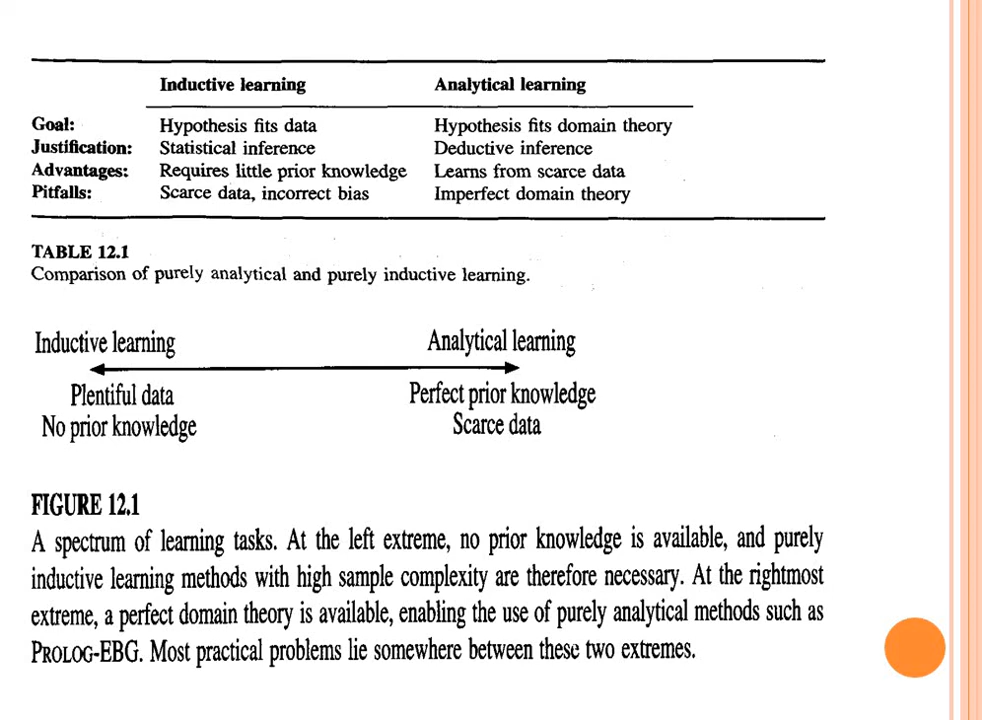 Inductive learning Analytical learning
Goal: Hypothesis fits data Hypothesis fits domain theory
Justification: Statistical inference Deductive inference
Advantages: Requires little prior knowledge Learns from scarce data
Pitfalls: Scarce data, incorrect bias Imperfect domain theory
TABLE 12.1
Comparison of purely analytical and purely inductive learning.
Inductive learning Analytical learning
Plentiful data Perfect prior knowledge
No prior knowledge Scarce data
FIGURE 12.1
A spectrum of learning tasks. At the left extreme, no prior knowledge is available, and purely
inductive learning methods with high sample complexity are therefore necessary. At the rightmost
extreme, a perfect domain theory is available, enabling the use of purely analytical methods such as
PROLOG-EBG. Most practical problems lie somewhere between these two extremes.